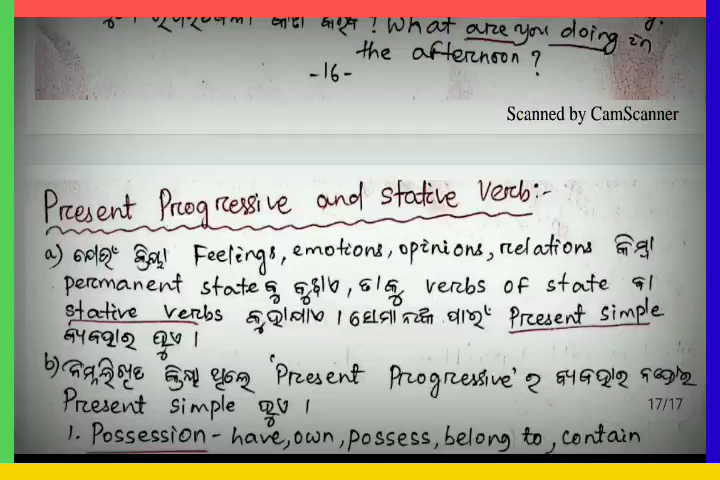 What are you doing in
the afternoon ?
-16-
Scanned by CamScanner
Present Progressive and Stative Verb:-
a) ଯେଉଁ କ୍ରିୟା Feelings, emotions, opinions, relations କିମ୍ବା
permanent state କୁ ବୁଝାଏ, ତାକୁ verbs of state ବା
stative verbs କୁହାଯାଏ । ସେମାନଙ୍କ ପାଇଁ Present simple
ବ୍ୟବହାର ହୁଏ ।
b) ନିମ୍ନଲିଖିତ କ୍ରିୟା ଥିଲେ 'Present Progressive' ର ବ୍ୟବହାର ନହୋଇ
Present simple ହୁଏ ।
17/17
1. Possession - have, own, possess, belong to, contain